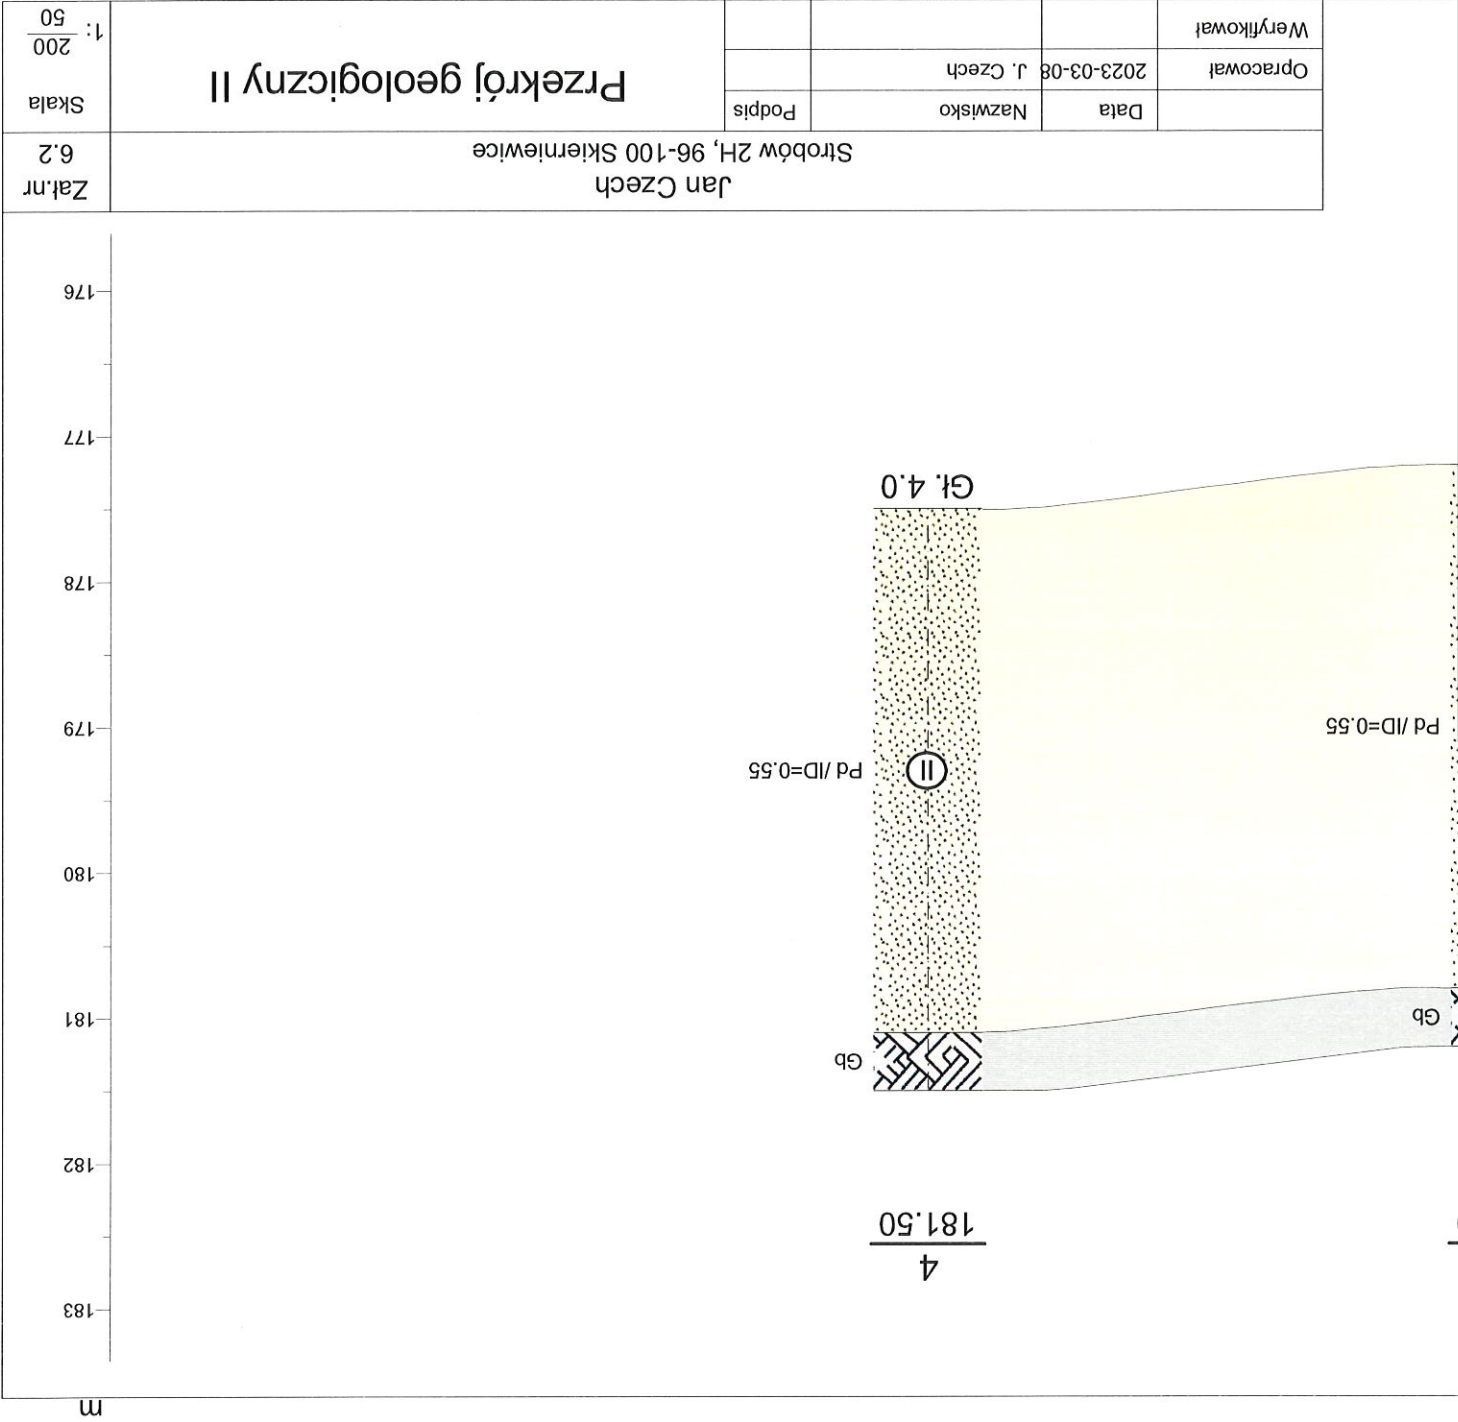 m
4
181.50
183
182
181
180
179
178
177
176
Gb
Gb
Pd /ID=0.55
II
Pd /ID=0.55
Gł. 4.0
Jan Czech
Strobów 2H, 96-100 Skierniewice
Zał.nr
6.2
Data Nazwisko Podpis
Opracował 2023-03-08 J. Czech
Weryfikował
Przekrój geologiczny II
Skala
1: 200
50